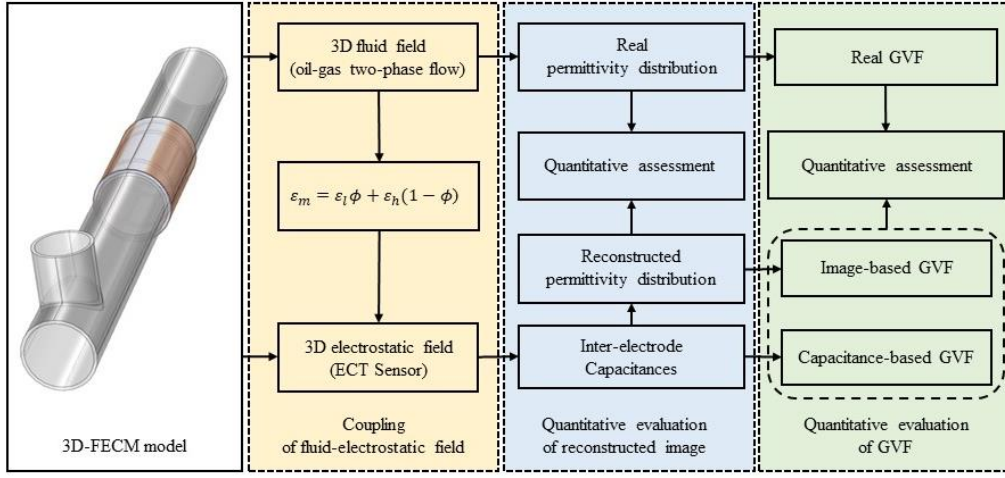 3D-FECM model
3D fluid field
(oil-gas two-phase flow)
εₘ = εₗϕ + εₕ(1 − ϕ)
3D electrostatic field
(ECT Sensor)
Coupling
of fluid-electrostatic field
Real
permittivity distribution
Quantitative assessment
Reconstructed
permittivity distribution
Inter-electrode
Capacitances
Quantitative evaluation
of reconstructed image
Real GVF
Quantitative assessment
Image-based GVF
Capacitance-based GVF
Quantitative evaluation
of GVF